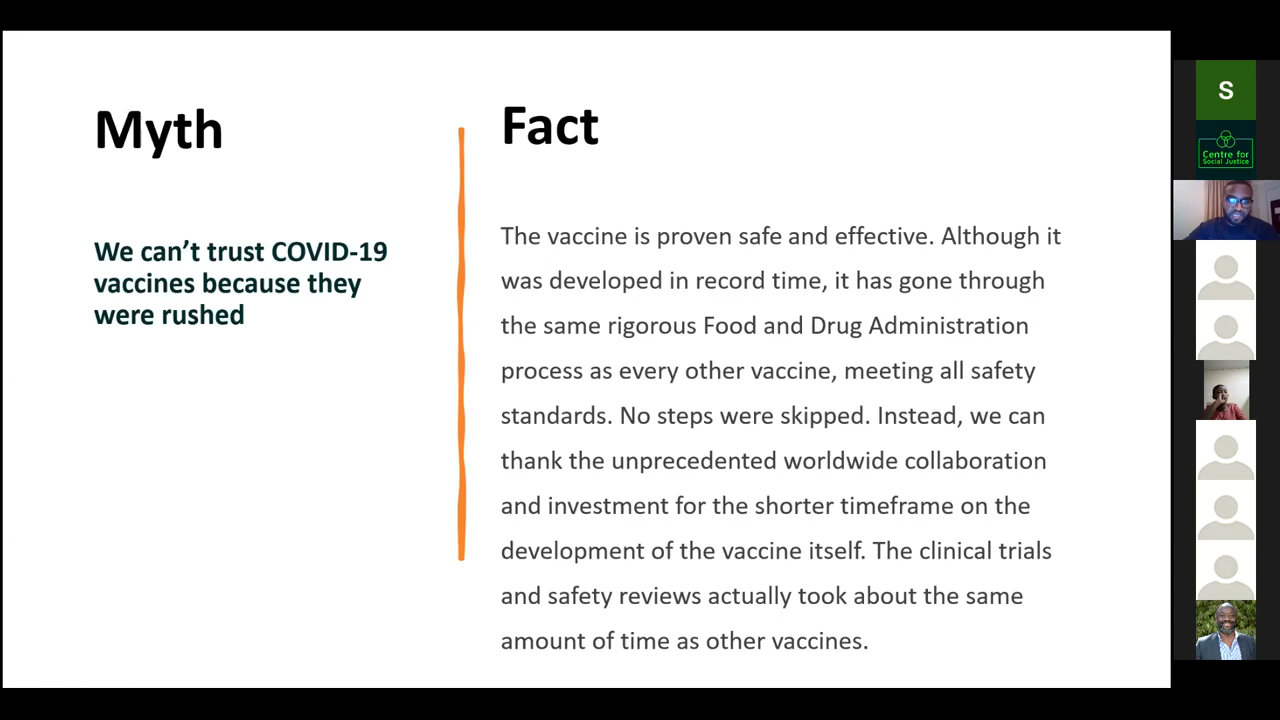 Myth
We can’t trust COVID-19
vaccines because they
were rushed
Fact
The vaccine is proven safe and effective. Although it
was developed in record time, it has gone through
the same rigorous Food and Drug Administration
process as every other vaccine, meeting all safety
standards. No steps were skipped. Instead, we can
thank the unprecedented worldwide collaboration
and investment for the shorter timeframe on the
development of the vaccine itself. The clinical trials
and safety reviews actually took about the same
amount of time as other vaccines.
S
Centre for
Social Justice